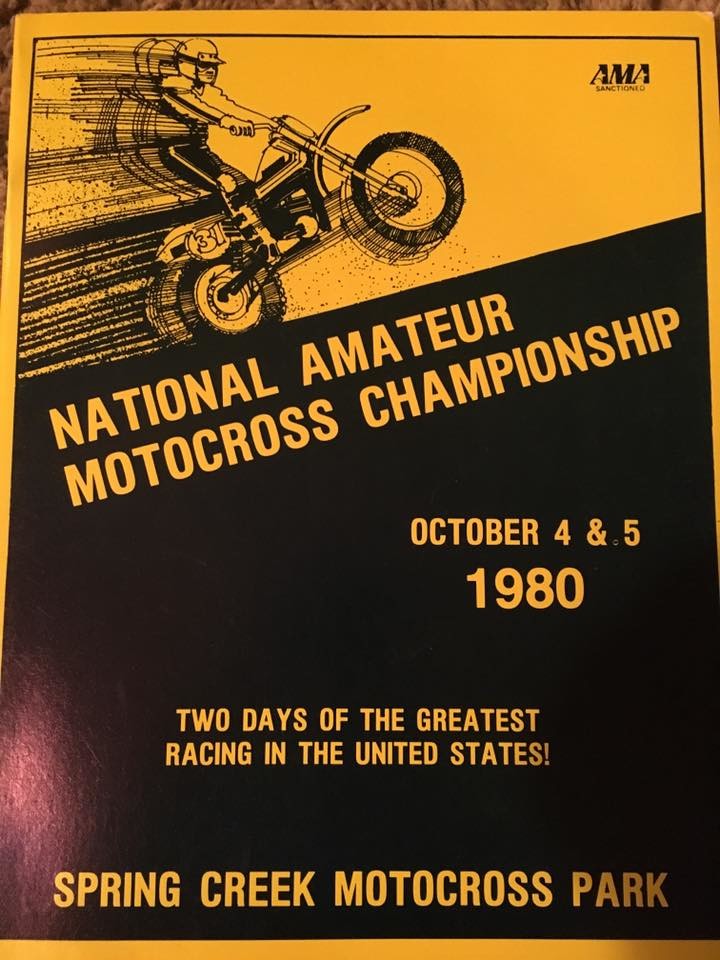 AMA
SANCTIONED
31
NATIONAL AMATEUR
MOTOCROSS CHAMPIONSHIP
OCTOBER 4 & 5
1980
TWO DAYS OF THE GREATEST
RACING IN THE UNITED STATES!
SPRING CREEK MOTOCROSS PARK